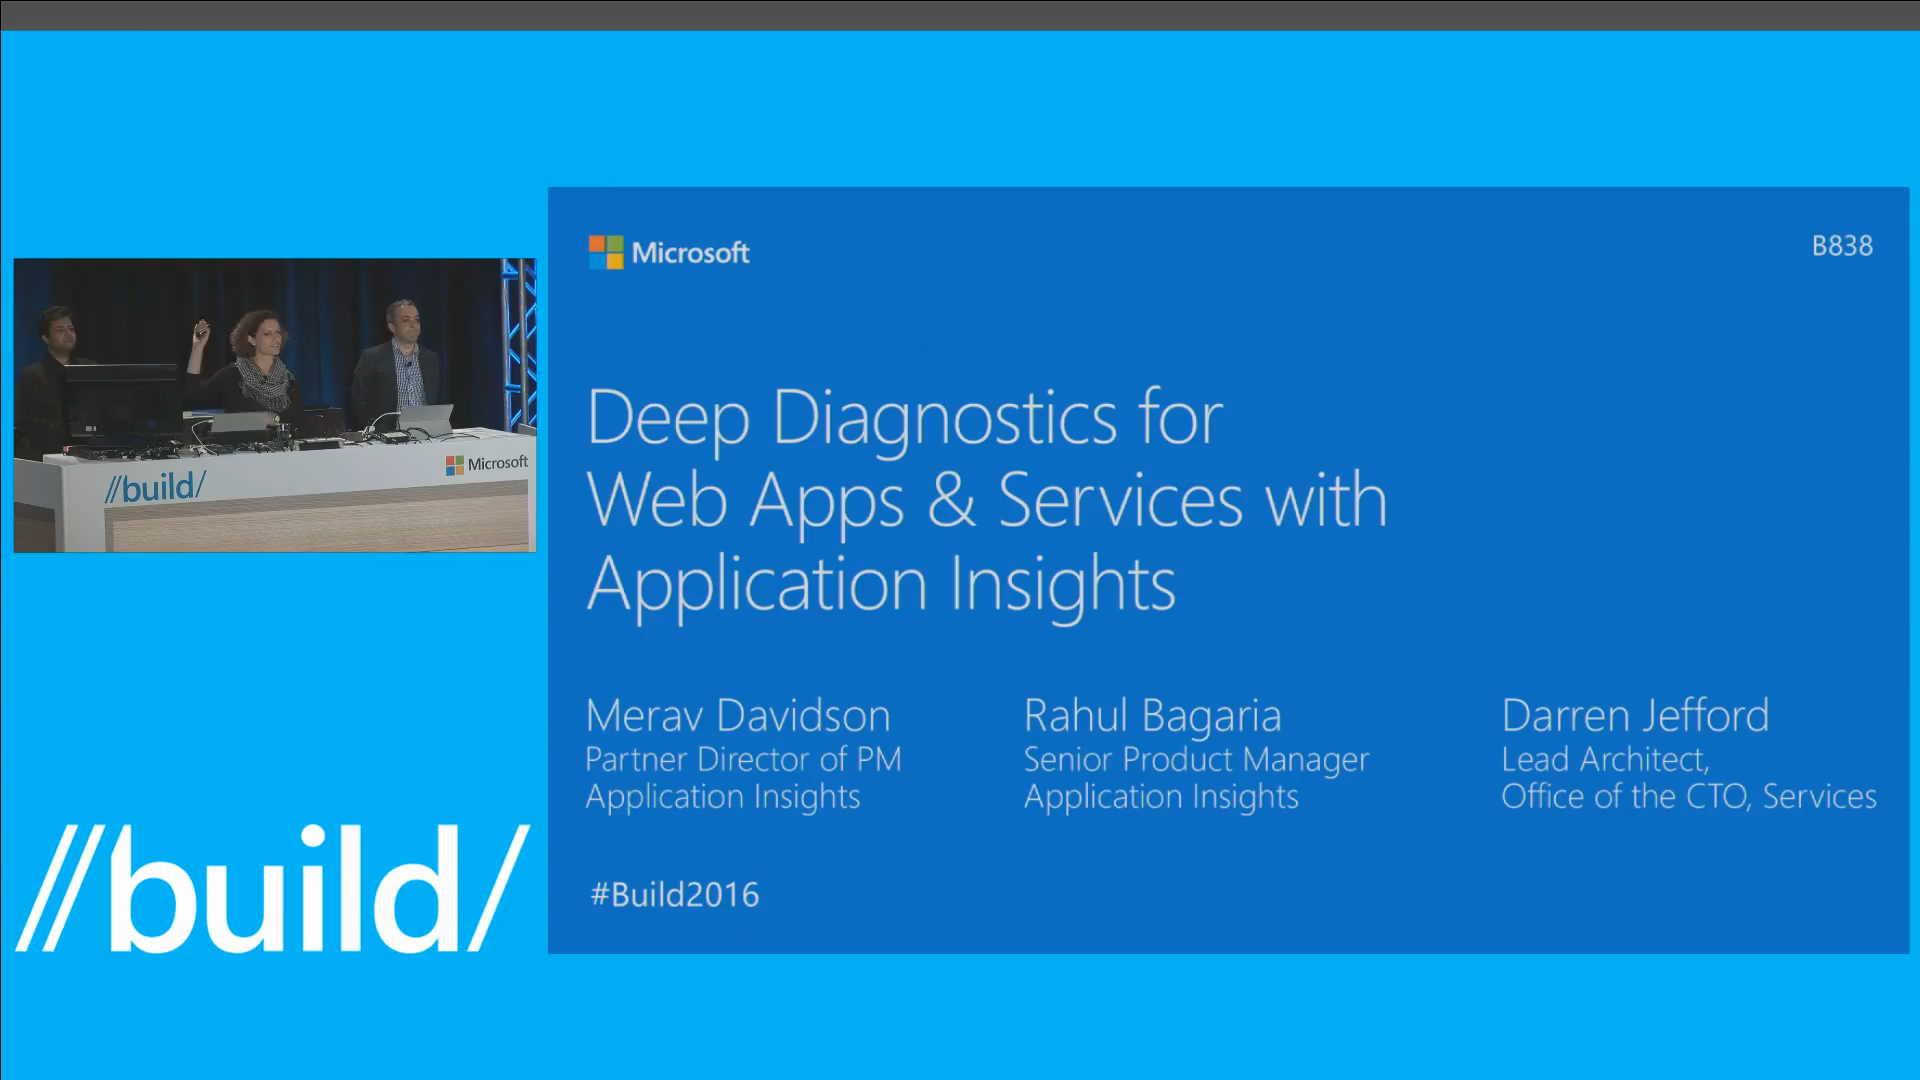 Microsoft
B838
Deep Diagnostics for
Web Apps & Services with
Application Insights
Merav Davidson
Partner Director of PM
Application Insights
Rahul Bagaria
Senior Product Manager
Application Insights
Darren Jefford
Lead Architect,
Office of the CTO, Services
#Build2016
//build/
Microsoft
//build/